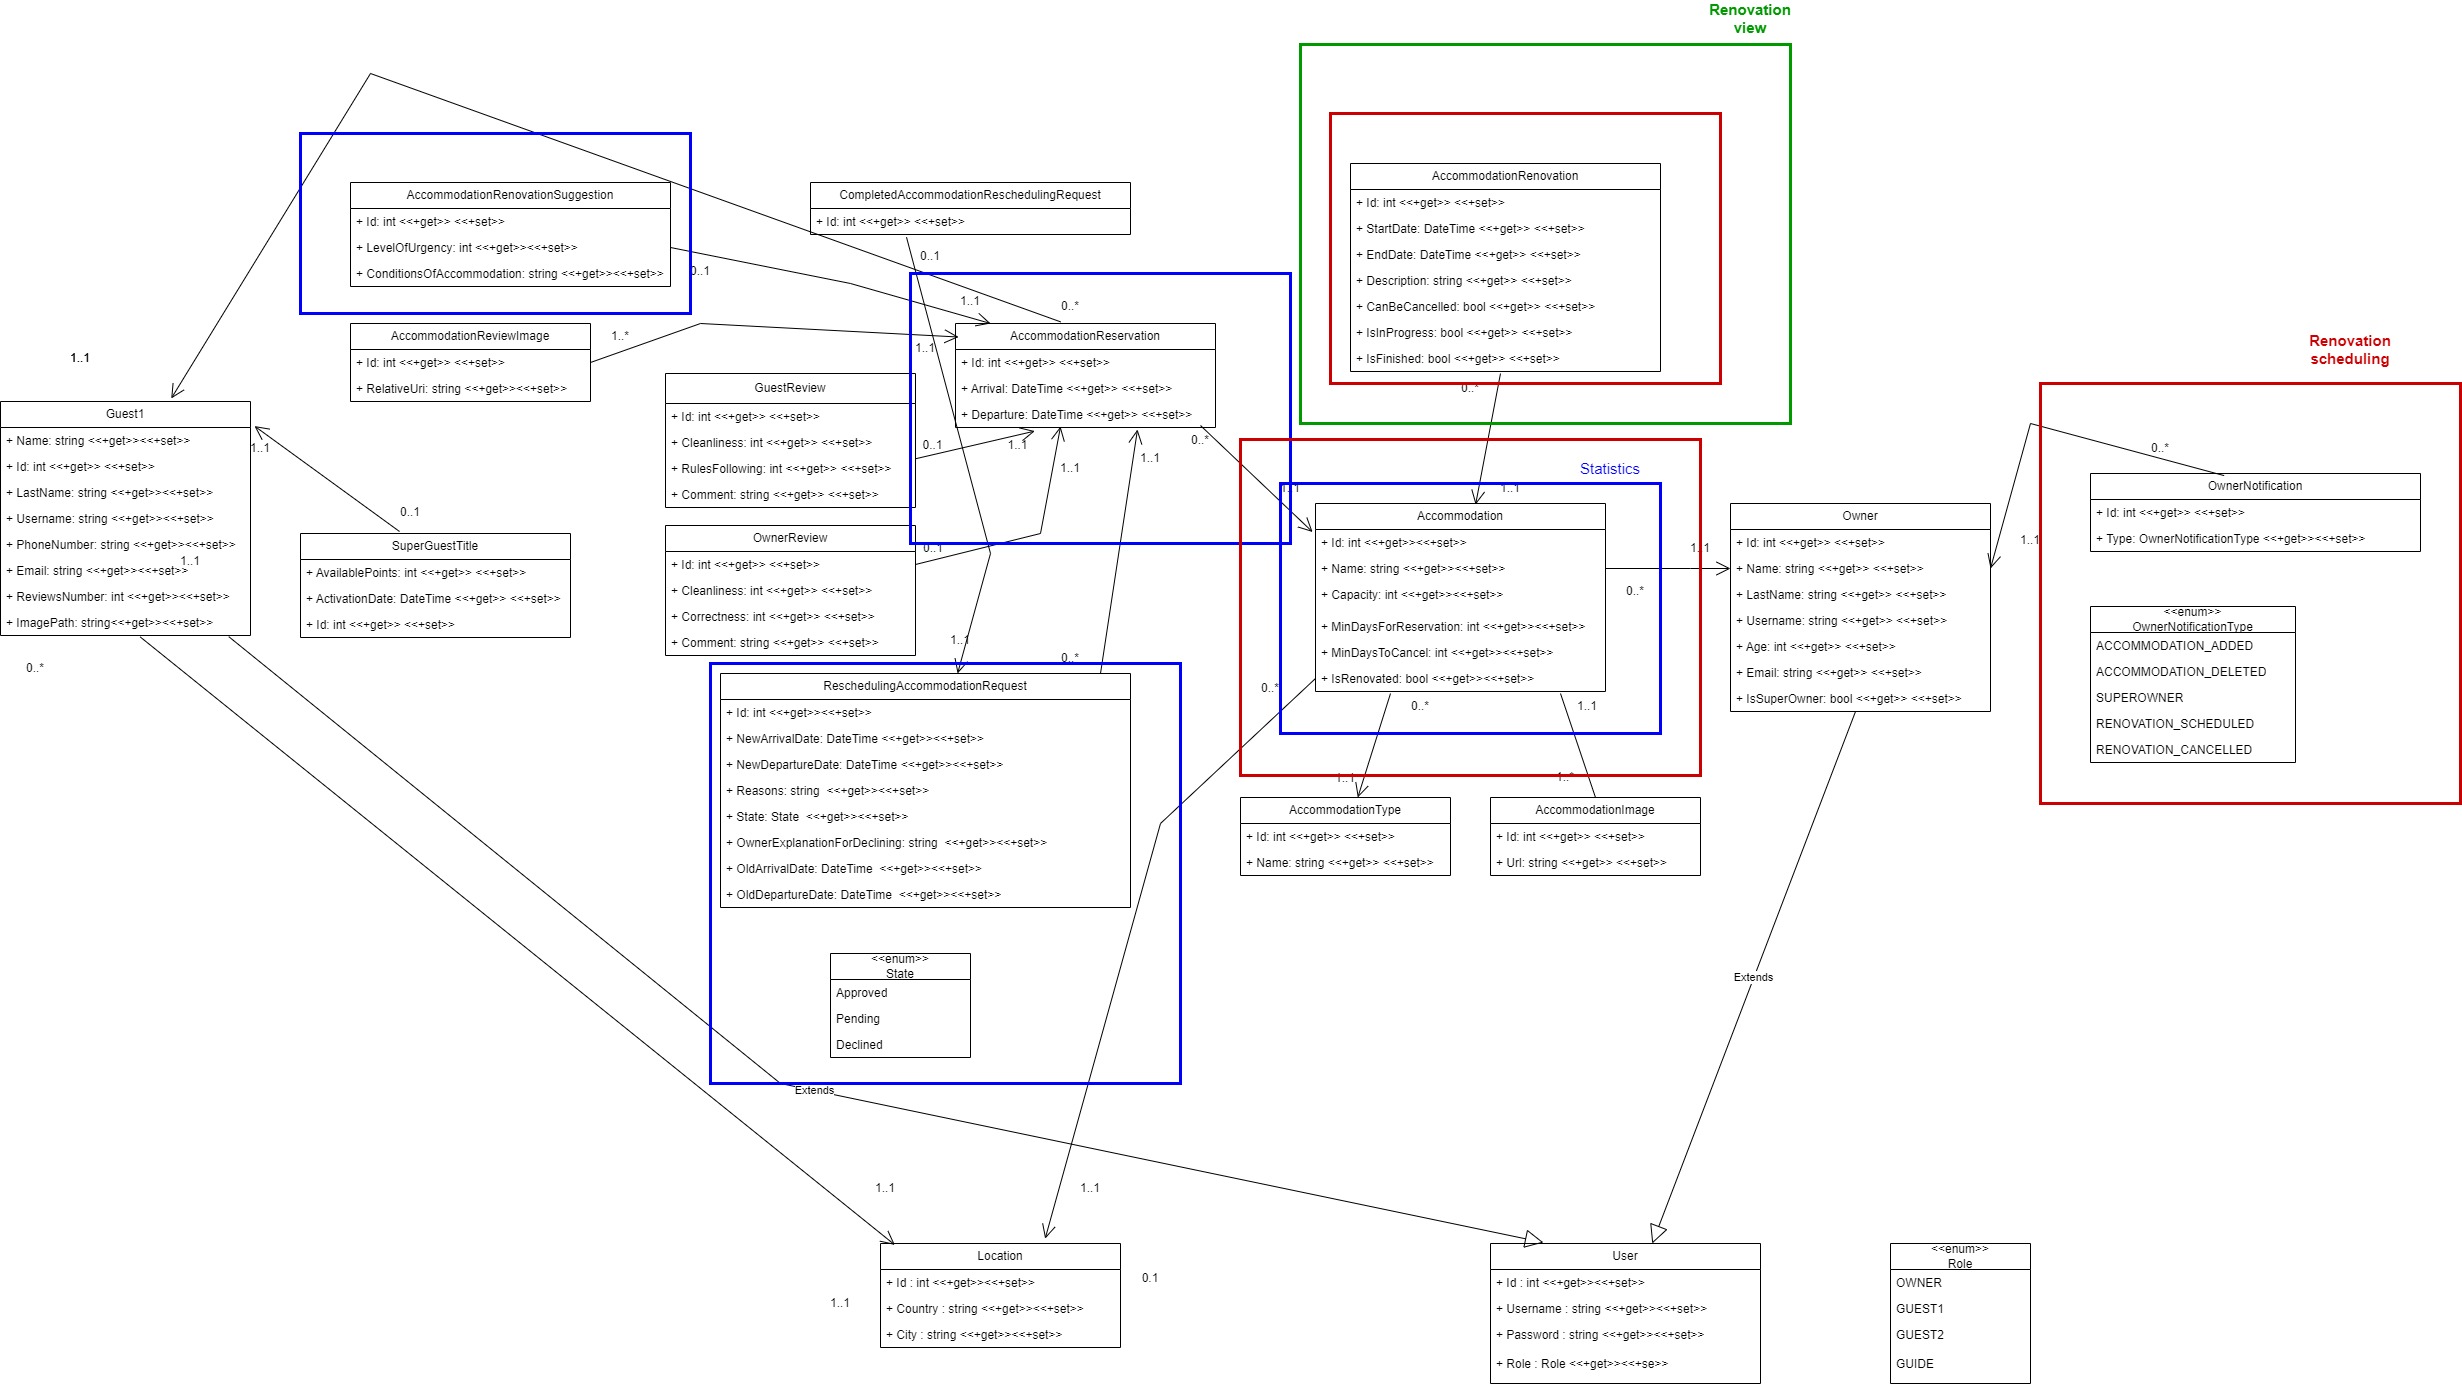 Renovation
view
AccommodationRenovationSuggestion
+ Id: int <<+get>> <<+set>>
+ LevelOfUrgency: int <<+get>><<+set>>
+ ConditionsOfAccommodation: string <<+get>><<+set>>
0..1
CompletedAccommodationReschedulingRequest
+ Id: int <<+get>> <<+set>>
0..1
AccommodationRenovation
+ Id: int <<+get>> <<+set>>
+ StartDate: DateTime <<+get>> <<+set>>
+ EndDate: DateTime <<+get>> <<+set>>
+ Description: string <<+get>> <<+set>>
+ CanBeCancelled: bool <<+get>> <<+set>>
+ IsInProgress: bool <<+get>> <<+set>>
+ IsFinished: bool <<+get>> <<+set>>
0..*
1..1
0..*
AccommodationReviewImage
+ Id: int <<+get>> <<+set>>
+ RelativeUri: string <<+get>><<+set>>
1..*
1..1
AccommodationReservation
+ Id: int <<+get>> <<+set>>
+ Arrival: DateTime <<+get>> <<+set>>
+ Departure: DateTime <<+get>> <<+set>>
Renovation
scheduling
1..1
Guest1
+ Name: string <<+get>><<+set>>
+ Id: int <<+get>> <<+set>>
+ LastName: string <<+get>><<+set>>
+ Username: string <<+get>><<+set>>
+ PhoneNumber: string <<+get>><<+set>>
+ Email: string <<+get>><<+set>>
1..1
+ ReviewsNumber: int <<+get>><<+set>>
+ ImagePath: string<<+get>><<+set>>
1..1
0..1
0..*
SuperGuestTitle
+ AvailablePoints: int <<+get>> <<+set>>
+ ActivationDate: DateTime <<+get>> <<+set>>
+ Id: int <<+get>> <<+set>>
GuestReview
+ Id: int <<+get>> <<+set>>
+ Cleanliness: int <<+get>> <<+set>>
+ RulesFollowing: int <<+get>> <<+set>>
+ Comment: string <<+get>> <<+set>>
0..1
1..1
1..1
1..1
0..*
1..1
OwnerReview
+ Id: int <<+get>> <<+set>>
+ Cleanliness: int <<+get>> <<+set>>
+ Correctness: int <<+get>> <<+set>>
+ Comment: string <<+get>> <<+set>>
0..1
1..1
0..*
Statistics
1..1
Accommodation
+ Id: int <<+get>><<+set>>
+ Name: string <<+get>><<+set>>
+ Capacity: int <<+get>><<+set>>
+ MinDaysForReservation: int <<+get>><<+set>>
+ MinDaysToCancel: int <<+get>><<+set>>
+ IsRenovated: bool <<+get>><<+set>>
0..*
0..*
1..1
1..1
0..*
Owner
+ Id: int <<+get>> <<+set>>
+ Name: string <<+get>> <<+set>>
+ LastName: string <<+get>> <<+set>>
+ Username: string <<+get>> <<+set>>
+ Age: int <<+get>> <<+set>>
+ Email: string <<+get>> <<+set>>
+ IsSuperOwner: bool <<+get>> <<+set>>
1..1
0..*
OwnerNotification
+ Id: int <<+get>> <<+set>>
+ Type: OwnerNotificationType <<+get>><<+set>>
<<enum>>
OwnerNotificationType
ACCOMMODATION_ADDED
ACCOMMODATION_DELETED
SUPEROWNER
RENOVATION_SCHEDULED
RENOVATION_CANCELLED
ReschedulingAccommodationRequest
+ Id: int <<+get>><<+set>>
+ NewArrivalDate: DateTime <<+get>><<+set>>
+ NewDepartureDate: DateTime <<+get>><<+set>>
+ Reasons: string <<+get>><<+set>>
+ State: State <<+get>><<+set>>
+ OwnerExplanationForDeclining: string <<+get>><<+set>>
+ OldArrivalDate: DateTime <<+get>><<+set>>
+ OldDepartureDate: DateTime <<+get>><<+set>>
1..1
1..*
AccommodationType
+ Id: int <<+get>> <<+set>>
+ Name: string <<+get>> <<+set>>
AccommodationImage
+ Id: int <<+get>> <<+set>>
+ Url: string <<+get>> <<+set>>
<<enum>>
State
Approved
Pending
Declined
Extends
Extends
1..1
1..1
Location
+ Id : int <<+get>><<+set>>
+ Country : string <<+get>><<+set>>
+ City : string <<+get>><<+set>>
1..1
0.1
User
+ Id : int <<+get>><<+set>>
+ Username : string <<+get>><<+set>>
+ Password : string <<+get>><<+set>>
+ Role : Role <<+get>><<+se>>
<<enum>>
Role
OWNER
GUEST1
GUEST2
GUIDE